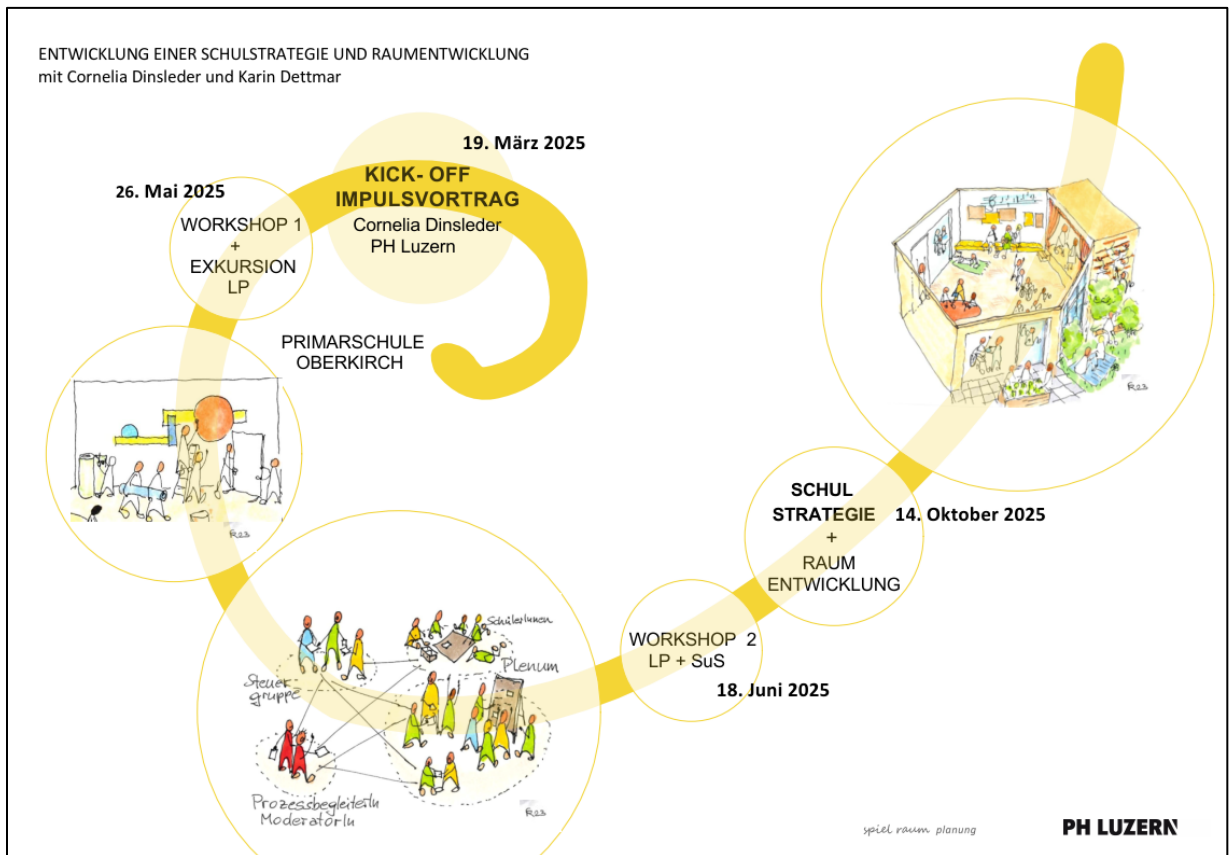 ENTWICKLUNG EINER SCHULSTRATEGIE UND RAUMENTWICKLUNG
mit Cornelia Dinsleder und Karin Dettmar
19. März 2025
KICK- OFF
IMPULSVORTRAG
Cornelia Dinsleder
PH Luzern
26. Mai 2025
WORKSHOP 1
+
EXKURSION
LP
PRIMARSCHULE
OBERKIRCH
SCHUL
STRATEGIE
14. Oktober 2025
+
RAUM
ENTWICKLUNG
WORKSHOP 2
LP + SuS
18. Juni 2025
SchülerInnen
Plenum
Steuer
gruppe
ProzessbegleiterIn
ModeratorIn
spiel raum planung
PH LUZERN